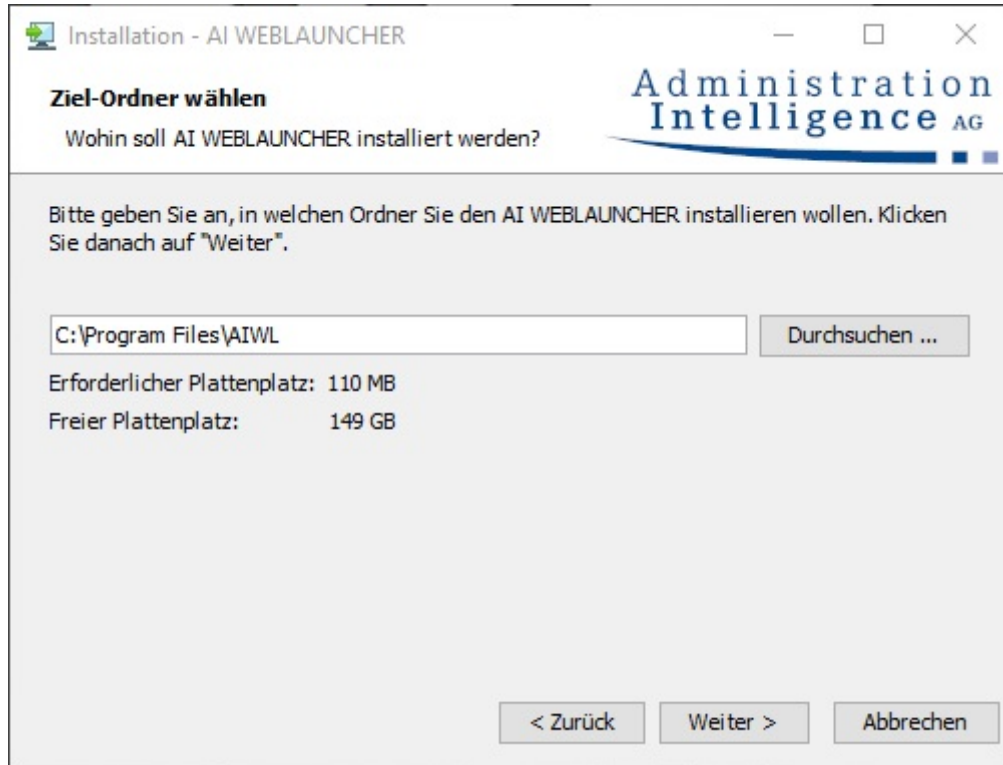 Installation - AI WEBLAUNCHER
Ziel-Ordner wählen
Wohin soll AI WEBLAUNCHER installiert werden?
Administration
Intelligence AG
Bitte geben Sie an, in welchen Ordner Sie den AI WEBLAUNCHER installieren wollen. Klicken
Sie danach auf "Weiter".
C:\Program Files\AIWL
Durchsuchen ...
Erforderlicher Plattenplatz: 110 MB
Freier Plattenplatz: 149 GB
< Zurück
Weiter >
Abbrechen